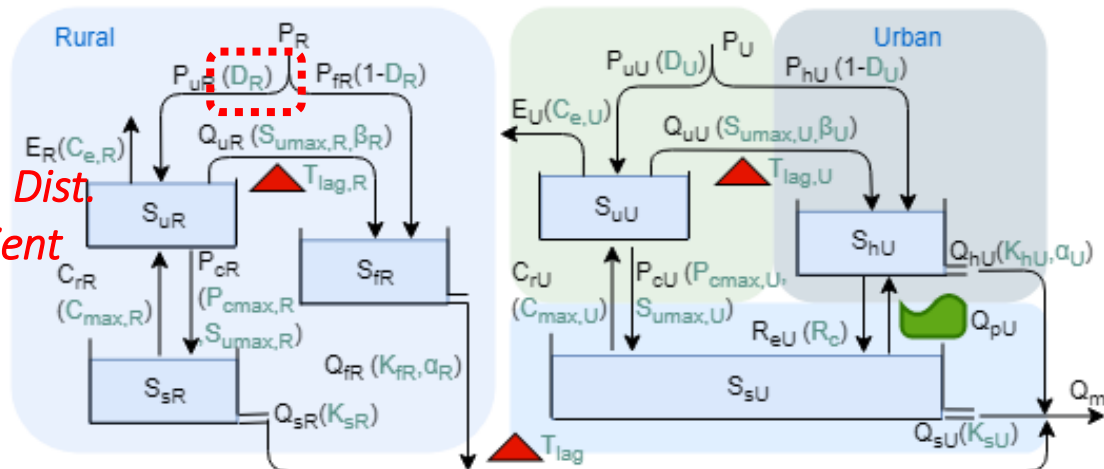 Rural
P_R
P_uR (D_R)
P_fR(1-D_R)
E_R(C_e,R)
Q_uR (S_umax,R,β_R)
T_lag,R
Dist.
ient
S_uR
S_fR
C_rR
(C_max,R)
P_cR
(P_cmax,R
,S_umax,R)
S_sR
Q_fR (K_fR,α_R)
Q_sR(K_sR)
T_lag
Urban
P_U
P_uU (D_U)
P_hU (1-D_U)
E_U(C_e,U)
Q_uU (S_umax,U,β_U)
T_lag,U
S_uU
S_hU
Q_hU(K_hU,α_U)
C_rU
(C_max,U)
P_cU (P_cmax,U,
S_umax,U)
R_eU (R_c)
Q_pU
S_sU
Q_m
Q_sU(K_sU)